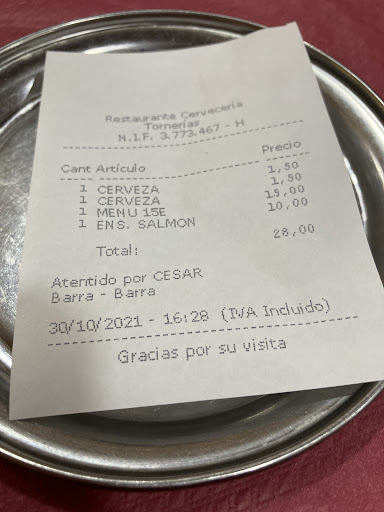 Restaurante Cervecería
Tornerías
N.I.F. 3.773.467 - H
Cant Artículo Precio
1 CERVEZA 1,50
1 CERVEZA 1,50
1 MENU 15E 15,00
1 ENS. SALMON 10,00
Total: 28,00
Atentido por CESAR
Barra - Barra
30/10/2021 - 16:28 (IVA Incluido)
Gracias por su visita